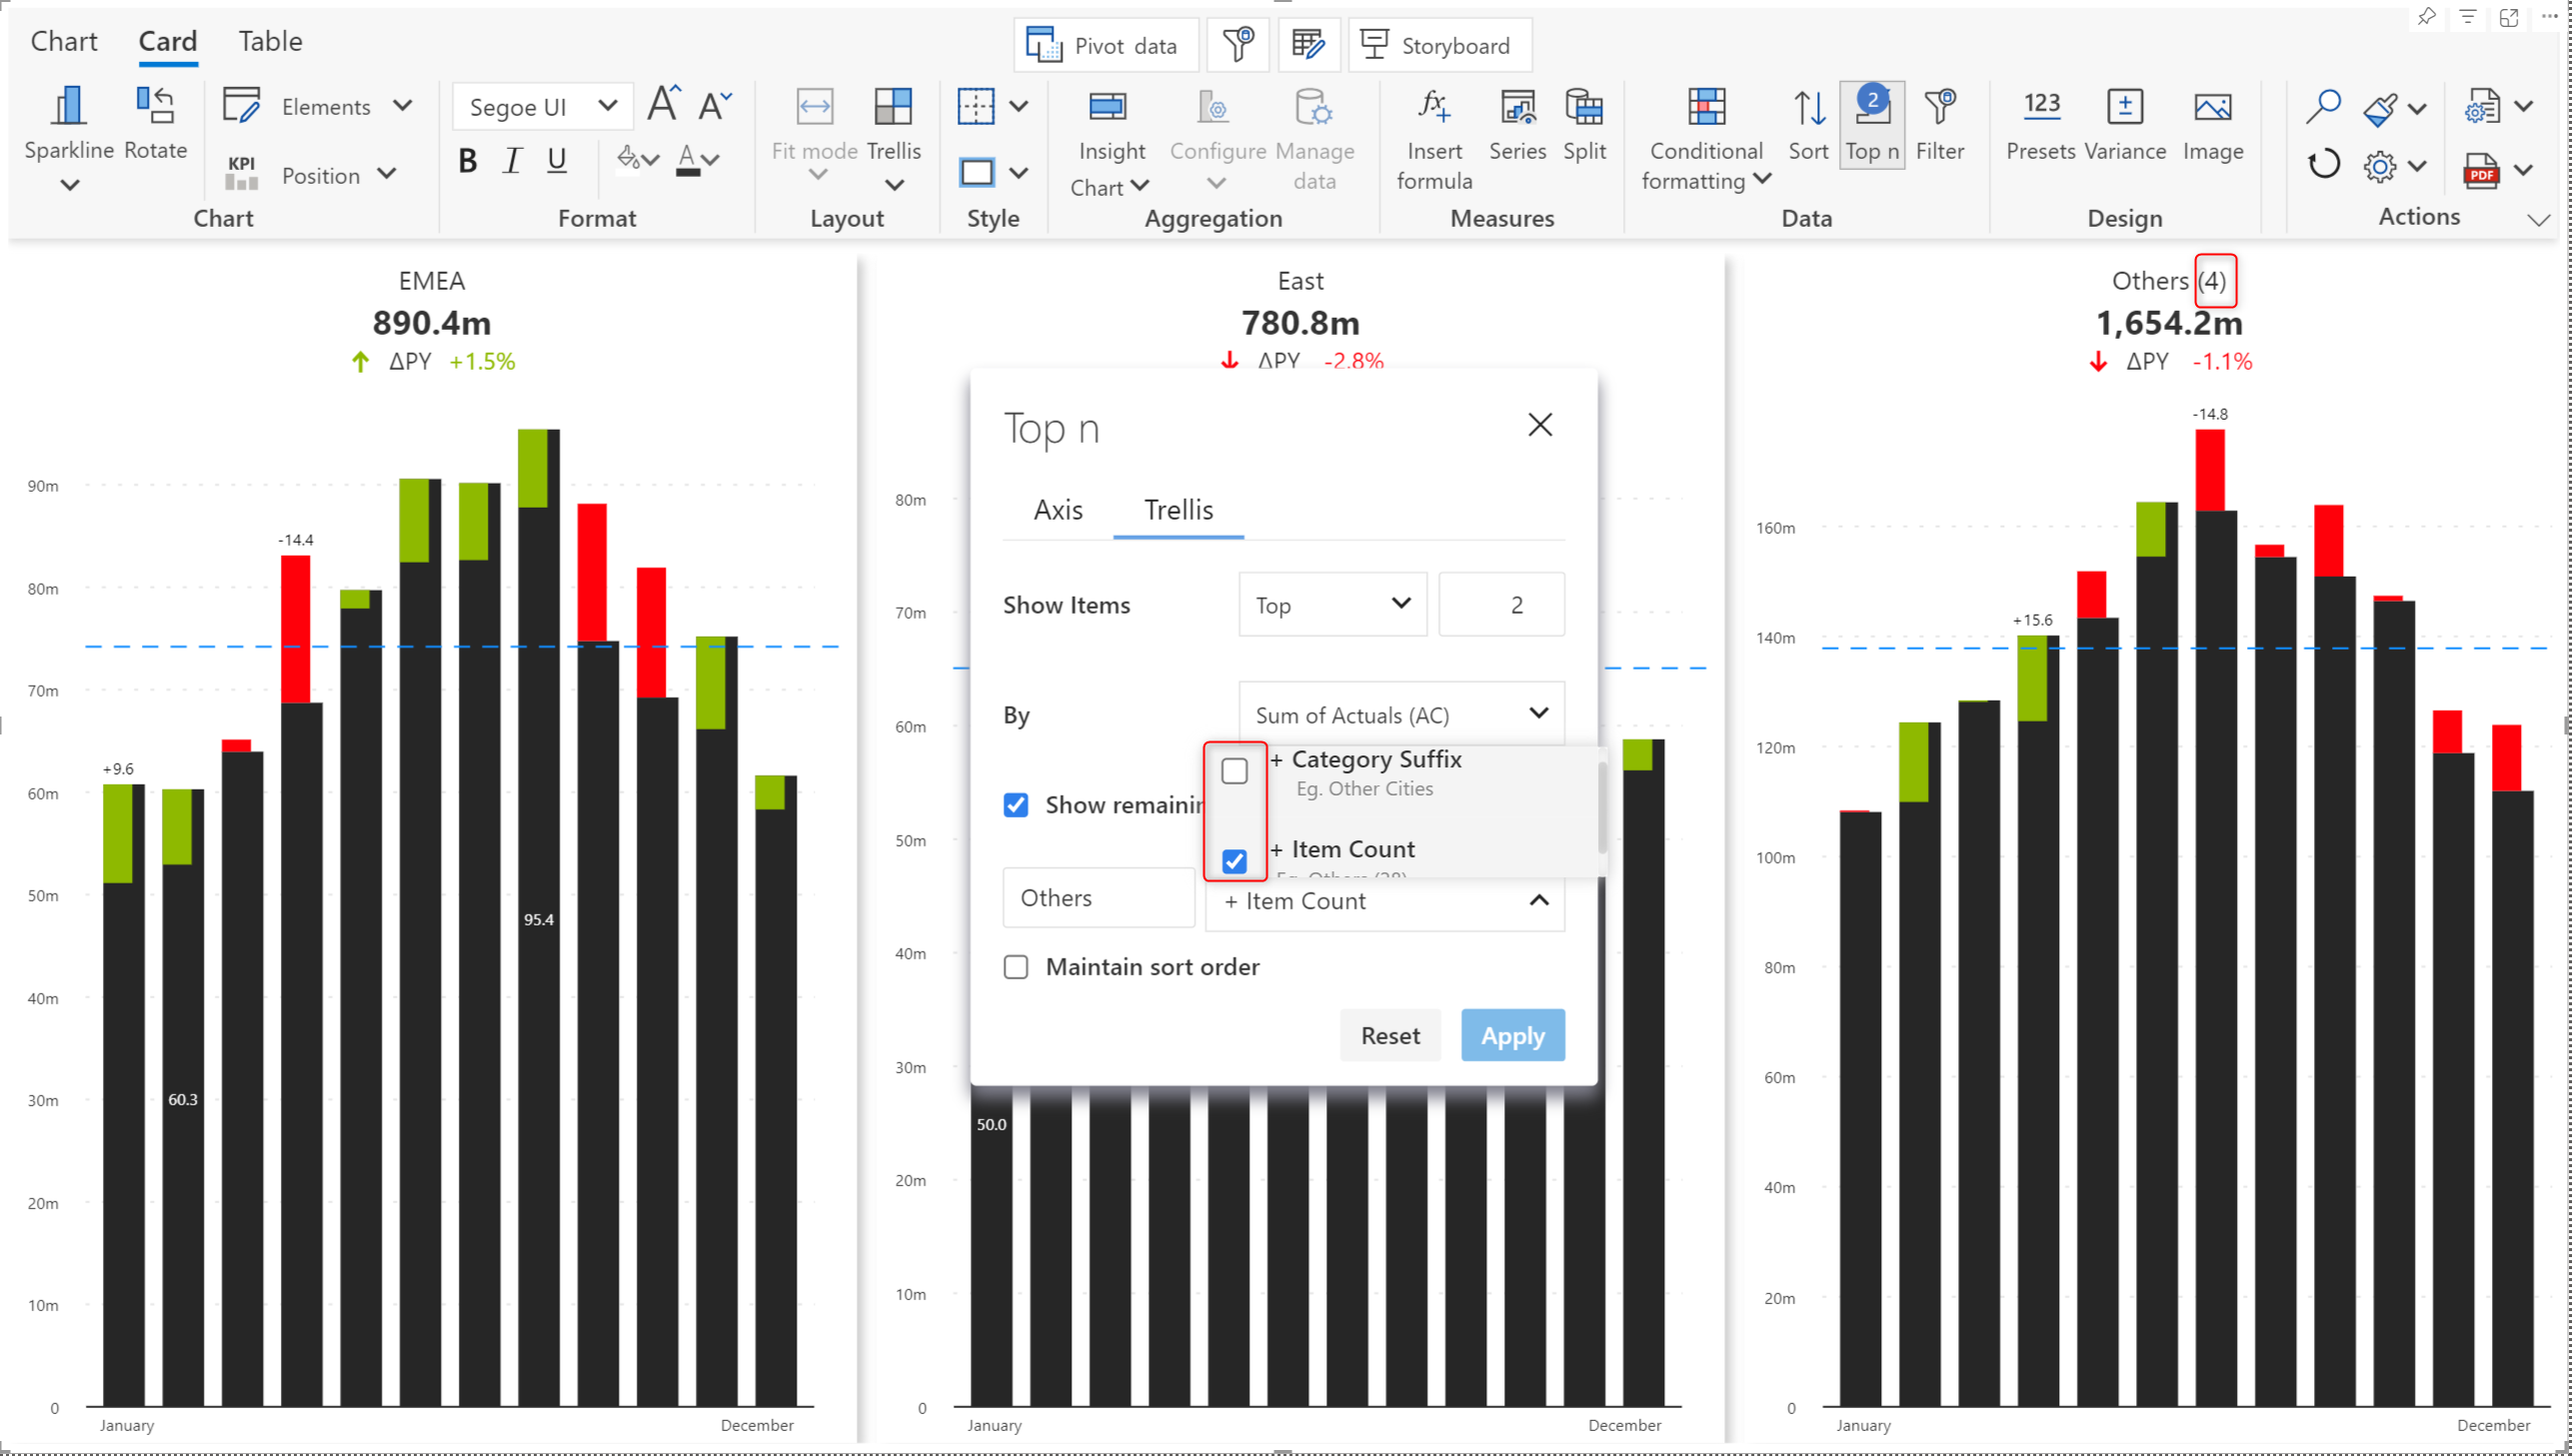 Chart Card Table
Pivot data Storyboard
Sparkline Rotate Elements
KPI Position
Chart
Segoe UI A A
B I U A
Format
Fit mode Trellis
Layout
Style
Insight Chart Configure Manage data
Aggregation
Insert formula Series Split
fx
Measures
Conditional formatting Sort Top n Filter
2
Data
123 Presets Variance Image
Design
PDF
Actions
EMEA
890.4m
ΔPY +1.5%
90m
80m
70m
60m
50m
40m
30m
20m
10m
0
+9.6
60.3
-14.4
95.4
January December
East
780.8m
ΔPY -2.8%
80m
70m
60m
50m
40m
30m
20m
10m
0
50.0
January December
Top n
Axis Trellis
Show Items Top 2
By Sum of Actuals (AC)
+ Category Suffix
Eg. Other Cities
Show remainin
+ Item Count
Eg. Others (28)
Others + Item Count
Maintain sort order
Reset Apply
Others (4)
1,654.2m
ΔPY -1.1%
160m
140m
120m
100m
80m
60m
40m
20m
0
+15.6
-14.8
January December